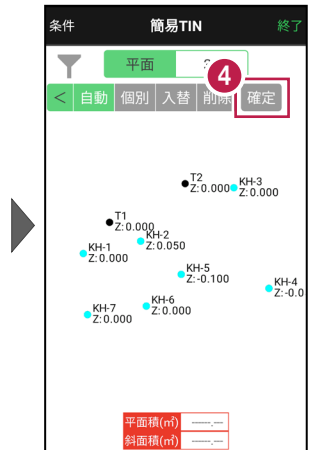 条件 簡易TIN 終了
平面
4
< 自動 個別 入替 削除 確定
T2
Z:0.000
KH-3
Z:0.000
T1
Z:0.000
KH-2
Z:0.050
KH-1
Z:0.000
KH-5
Z:-0.100
KH-4
Z:-0.0
KH-6
Z:0.000
KH-7
Z:0.000
平面積(㎡) -----.---
斜面積(㎡) -----.---